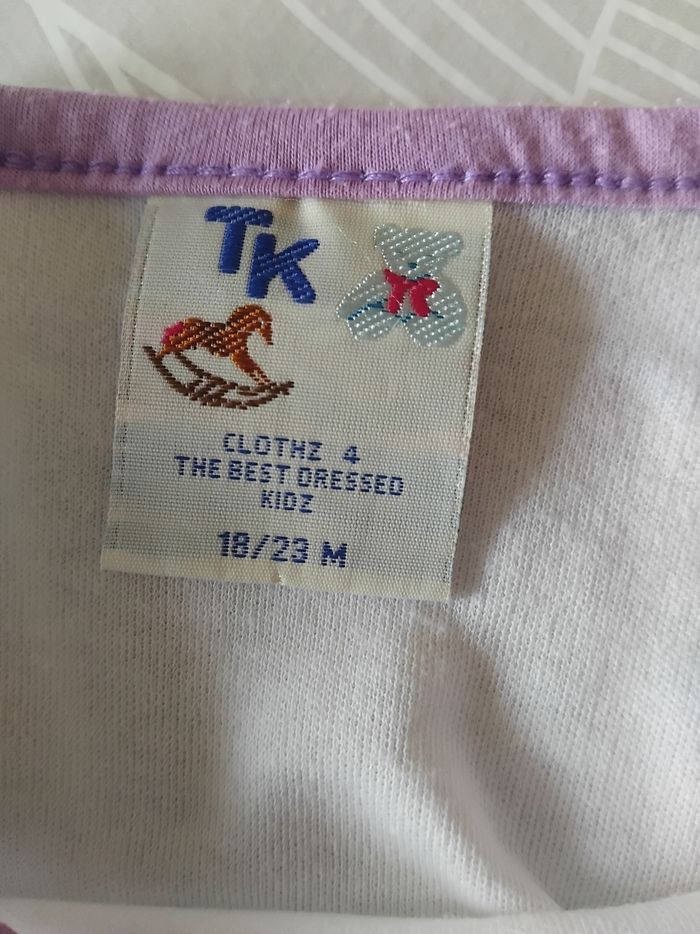 TK
CLOTHZ 4
THE BEST DRESSED
KIDZ
18/23 M